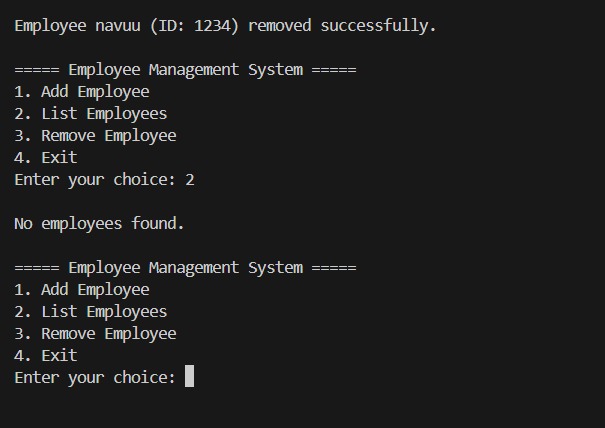 Employee navuu (ID: 1234) removed successfully.
===== Employee Management System =====
1. Add Employee
2. List Employees
3. Remove Employee
4. Exit
Enter your choice: 2
No employees found.
===== Employee Management System =====
1. Add Employee
2. List Employees
3. Remove Employee
4. Exit
Enter your choice: